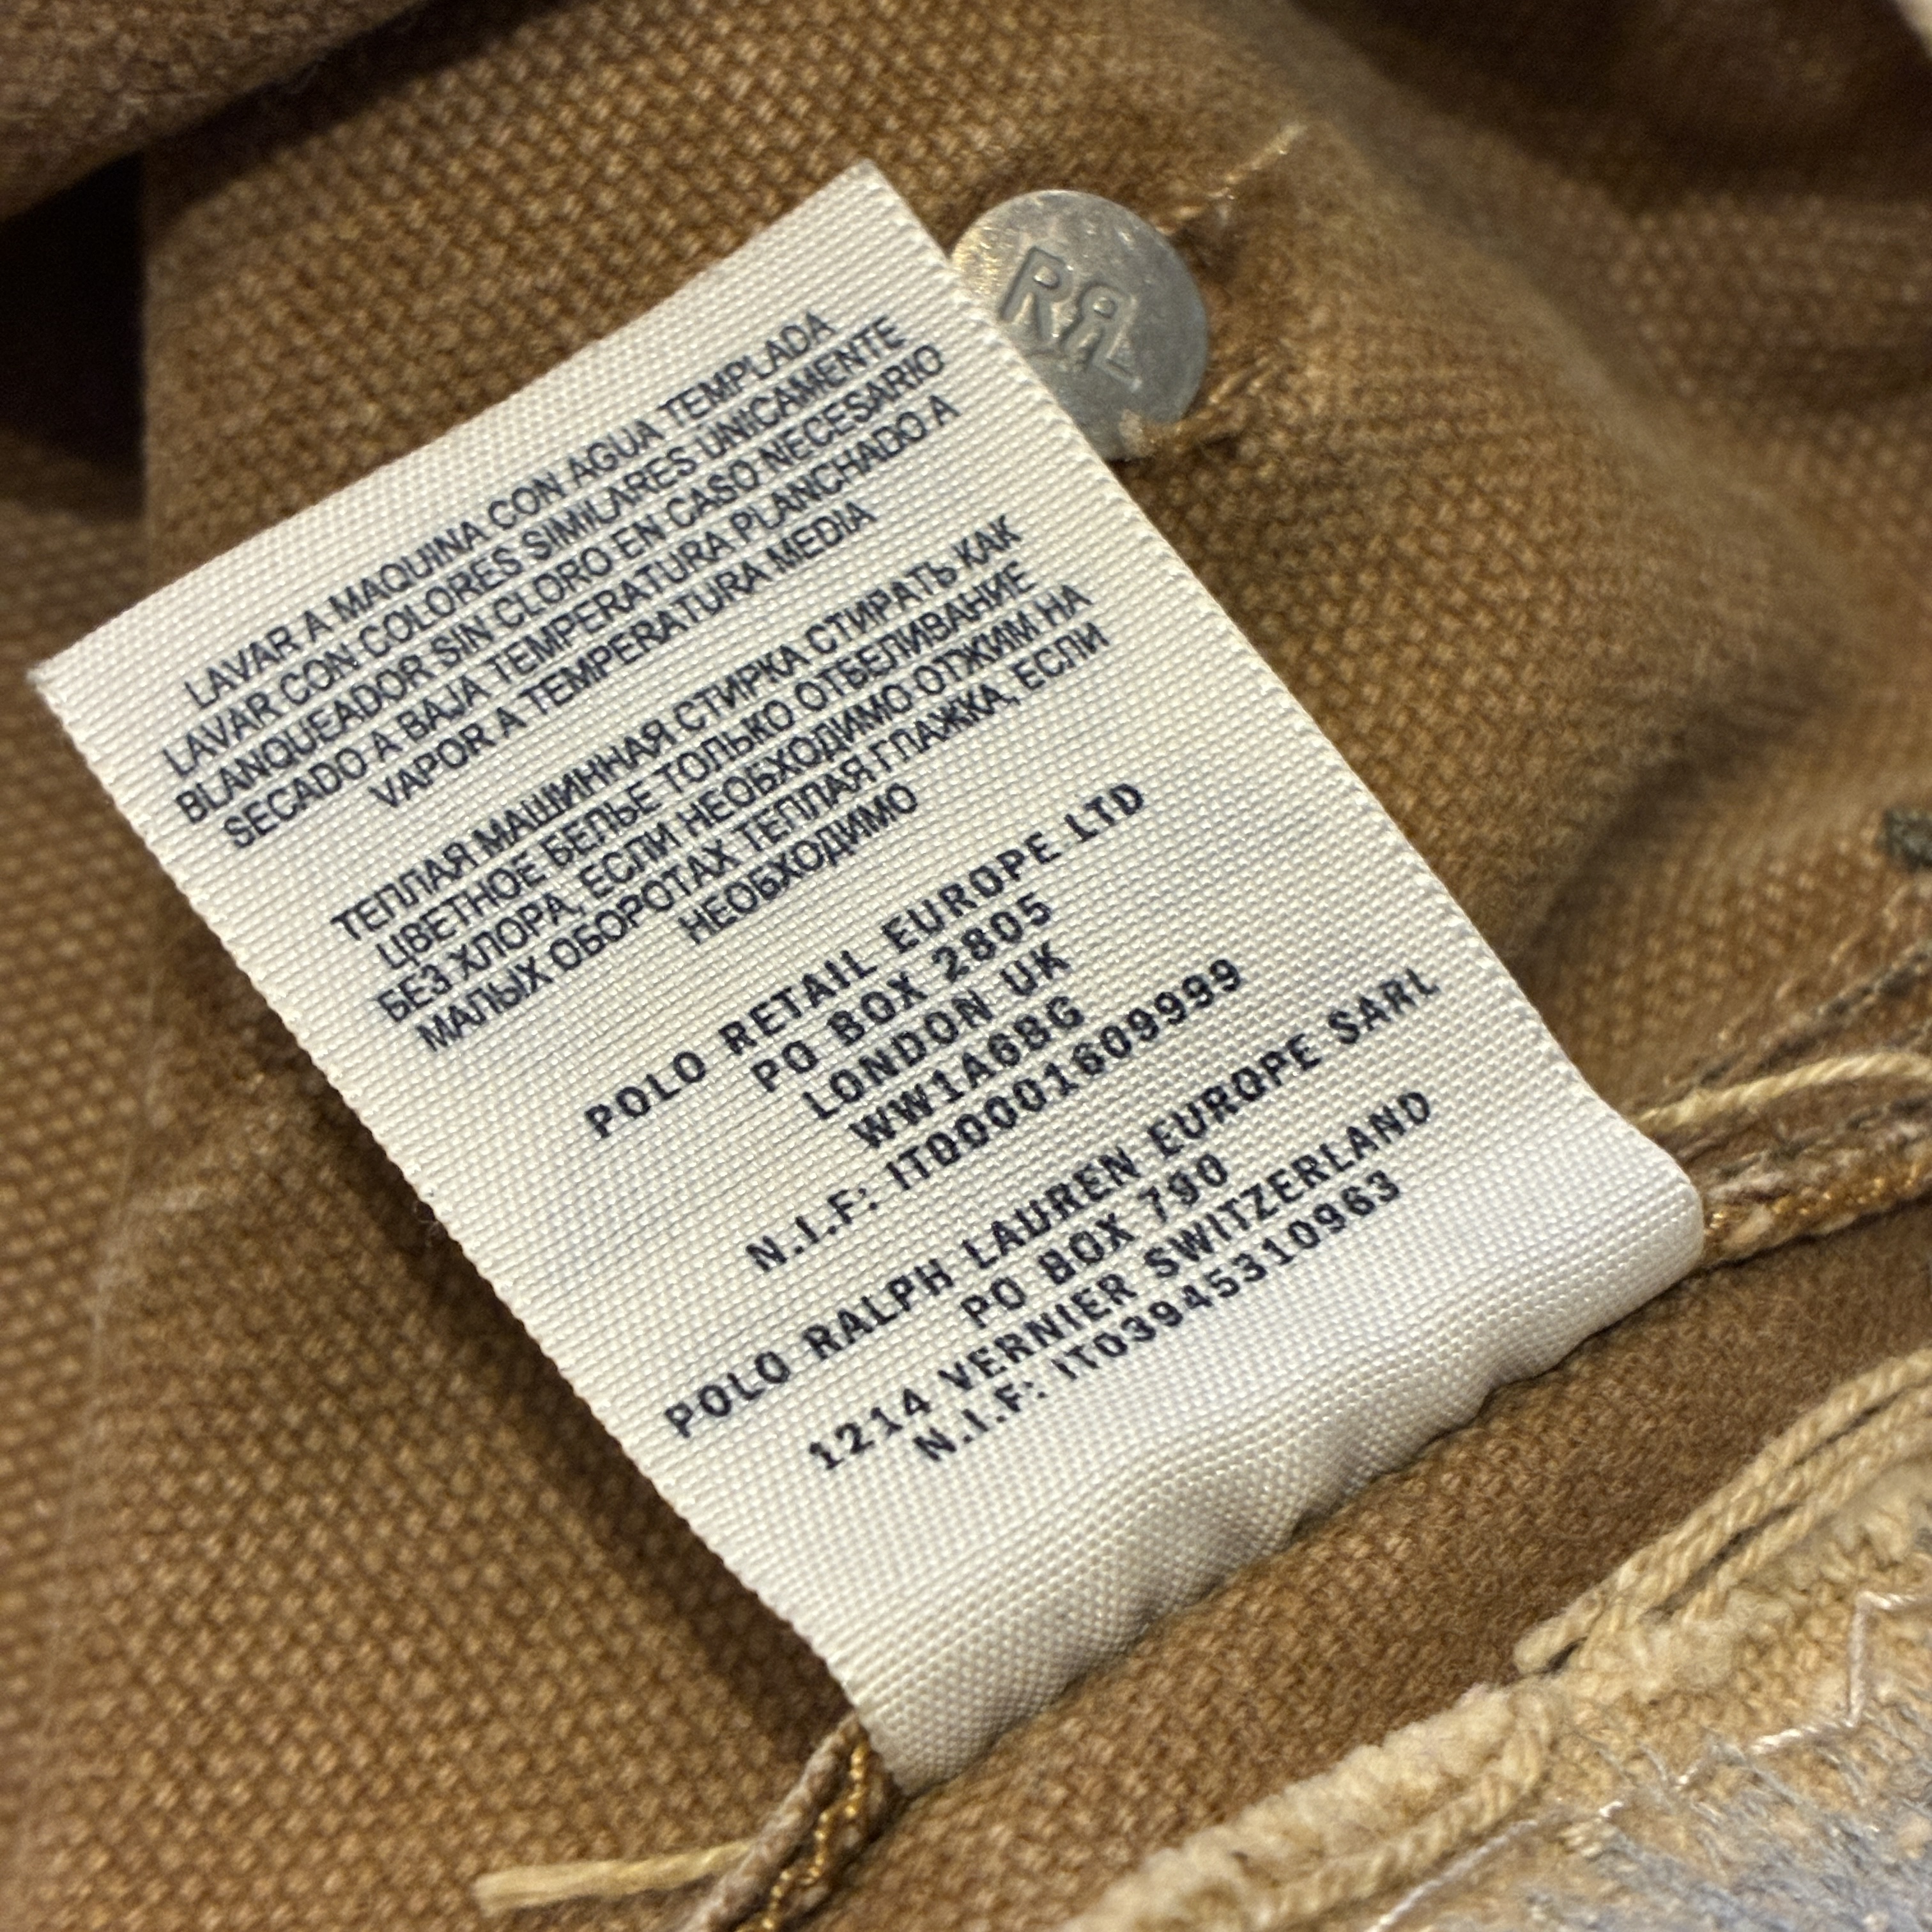 RRL
LAVAR A MAQUINA CON AGUA TEMPLADA
LAVAR CON COLORES SIMILARES UNICAMENTE
BLANQUEADOR SIN CLORO EN CASO NECESARIO
SECADO A BAJA TEMPERATURA PLANCHADO A
VAPOR A TEMPERATURA MEDIA
ТЕПЛАЯ МАШИННАЯ СТИРКА СТИРАТЬ КАК
ЦВЕТНОЕ БЕЛЬЕ ТОЛЬКО ОТБЕЛИВАНИЕ
БЕЗ ХЛОРА, ЕСЛИ НЕОБХОДИМО ОТЖИМ НА
МАЛЫХ ОБОРОТАХ ТЕПЛАЯ ГЛАЖКА, ЕСЛИ
НЕОБХОДИМО
POLO RETAIL EUROPE LTD
PO BOX 2805
LONDON UK
WW1A6BG
N.I.F: IT00001609999
POLO RALPH LAUREN EUROPE SARL
PO BOX 790
1214 VERNIER SWITZERLAND
N.I.F: IT03945310963